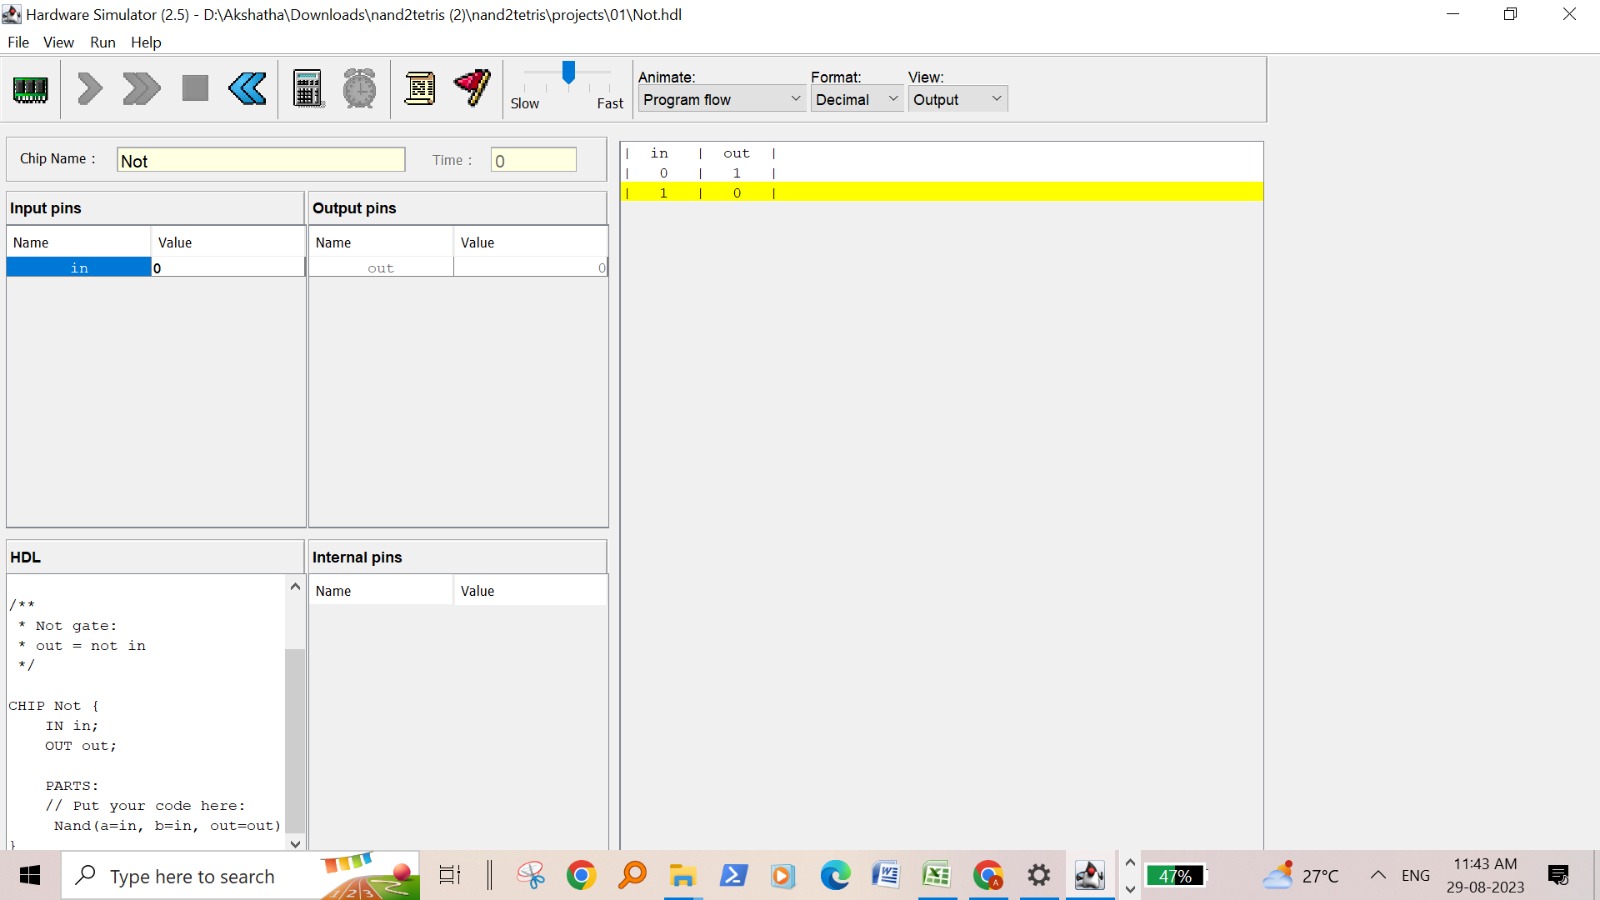 Hardware Simulator (2.5) - D:\Akshatha\Downloads\nand2tetris (2)\nand2tetris\projects\01\Not.hdl
File View Run Help
Slow Fast
Animate: Format: View:
Program flow Decimal Output
Chip Name : Not Time : 0
Input pins Output pins
Name Value Name Value
in 0 out 0
| in | out |
| 0 | 1 |
| 1 | 0 |
HDL Internal pins
Name Value
/**
* Not gate:
* out = not in
*/
CHIP Not {
IN in;
OUT out;
PARTS:
// Put your code here:
Nand(a=in, b=in, out=out)
}
Type here to search
47%
27°C
ENG
11:43 AM
29-08-2023